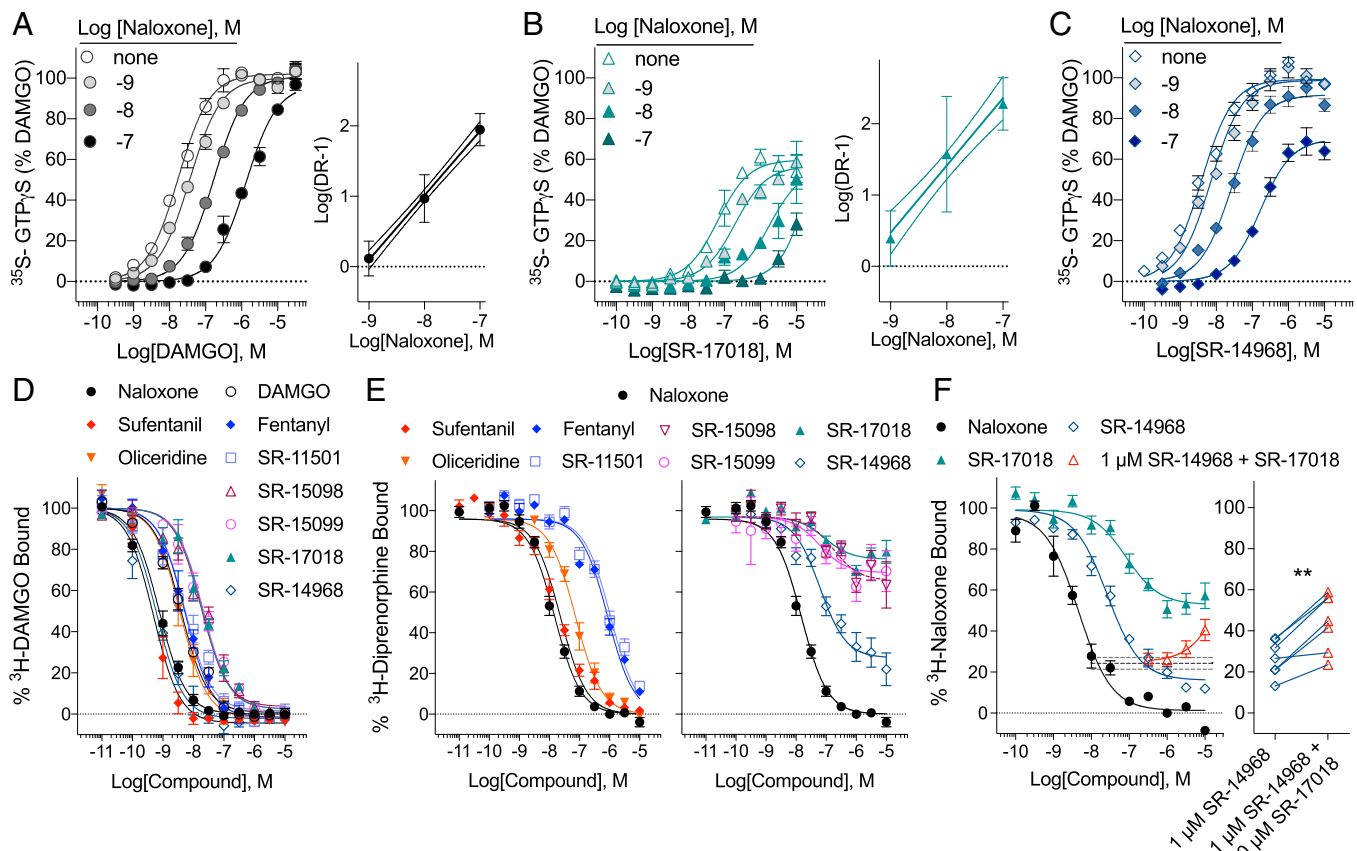 A
Log [Naloxone], M
none
-9
-8
-7
³⁵S- GTPγS (% DAMGO)
100
80
60
40
20
0
-10 -9 -8 -7 -6 -5
Log[DAMGO], M
Log(DR-1)
2
1
0
-9 -8 -7
Log[Naloxone], M
B
Log [Naloxone], M
none
-9
-8
-7
³⁵S- GTPγS (% DAMGO)
100
80
60
40
20
0
-10 -9 -8 -7 -6 -5
Log[SR-17018], M
Log(DR-1)
2
1
0
-9 -8 -7
Log[Naloxone], M
C
Log [Naloxone], M
none
-9
-8
-7
³⁵S- GTPγS (% DAMGO)
100
80
60
40
20
0
-10 -9 -8 -7 -6 -5
Log[SR-14968], M
D
Naloxone
DAMGO
Sufentanil
Fentanyl
Oliceridine
SR-11501
SR-15098
SR-15099
SR-17018
SR-14968
% ³H-DAMGO Bound
100
80
60
40
20
0
-11 -10 -9 -8 -7 -6 -5
Log[Compound], M
E
Naloxone
Sufentanil
Fentanyl
SR-15098
SR-17018
Oliceridine
SR-11501
SR-15099
SR-14968
% ³H-Diprenorphine Bound
100
80
60
40
20
0
-11 -10 -9 -8 -7 -6 -5
Log[Compound], M
-11 -10 -9 -8 -7 -6 -5
Log[Compound], M
F
Naloxone
SR-14968
SR-17018
1 µM SR-14968 + SR-17018
% ³H-Naloxone Bound
100
80
60
40
20
0
-10 -9 -8 -7 -6 -5
Log[Compound], M
100
80
60
40
20
0
**
1 µM SR-14968
1 µM SR-14968 +
µM SR-17018